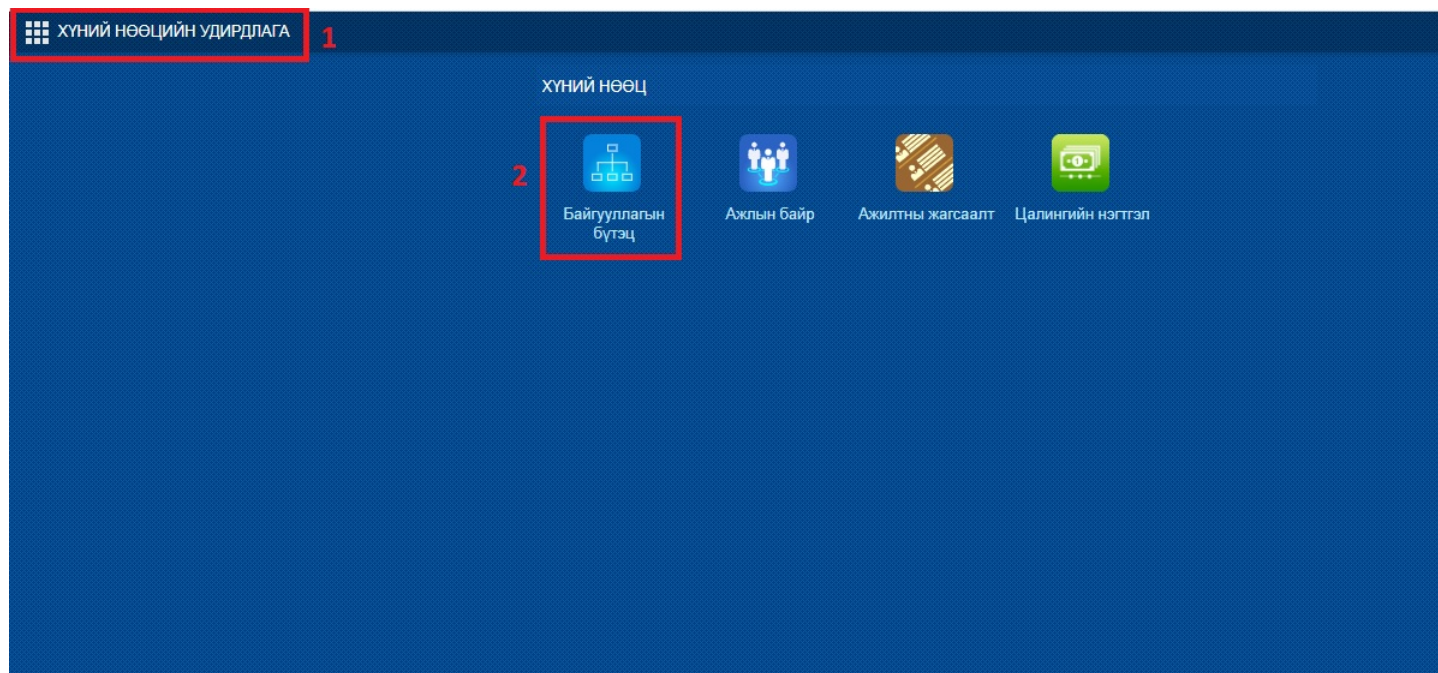 ХҮНИЙ НӨӨЦИЙН УДИРДЛАГА
1
ХҮНИЙ НӨӨЦ
2
Байгууллагын
бүтэц
Ажлын байр
Ажилтны жагсаалт
Цалингийн нэгтгэл